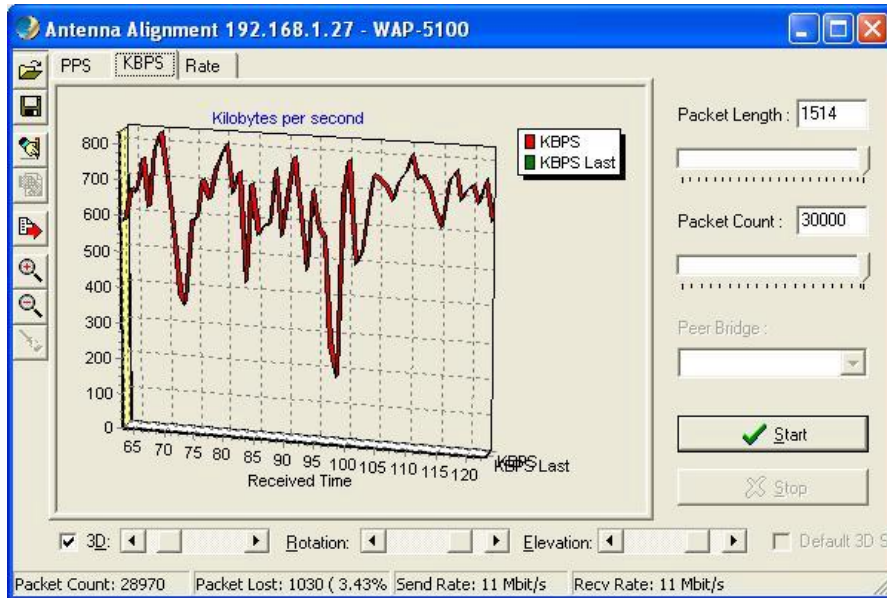 Antenna Alignment 192.168.1.27 - WAP-5100
PPS KBPS Rate
Kilobytes per second
KBPS
KBPS Last
800
700
600
500
400
300
200
100
0
65 70 75 80 85 90 95 100 105 110 115 120
Received Time
KBPS
KBPS Last
Packet Length : 1514
Packet Count : 30000
Peer Bridge :
Start
Stop
3D: Rotation: Elevation: Default 3D S
Packet Count: 28970 Packet Lost: 1030 ( 3.43% Send Rate: 11 Mbit/s Recv Rate: 11 Mbit/s